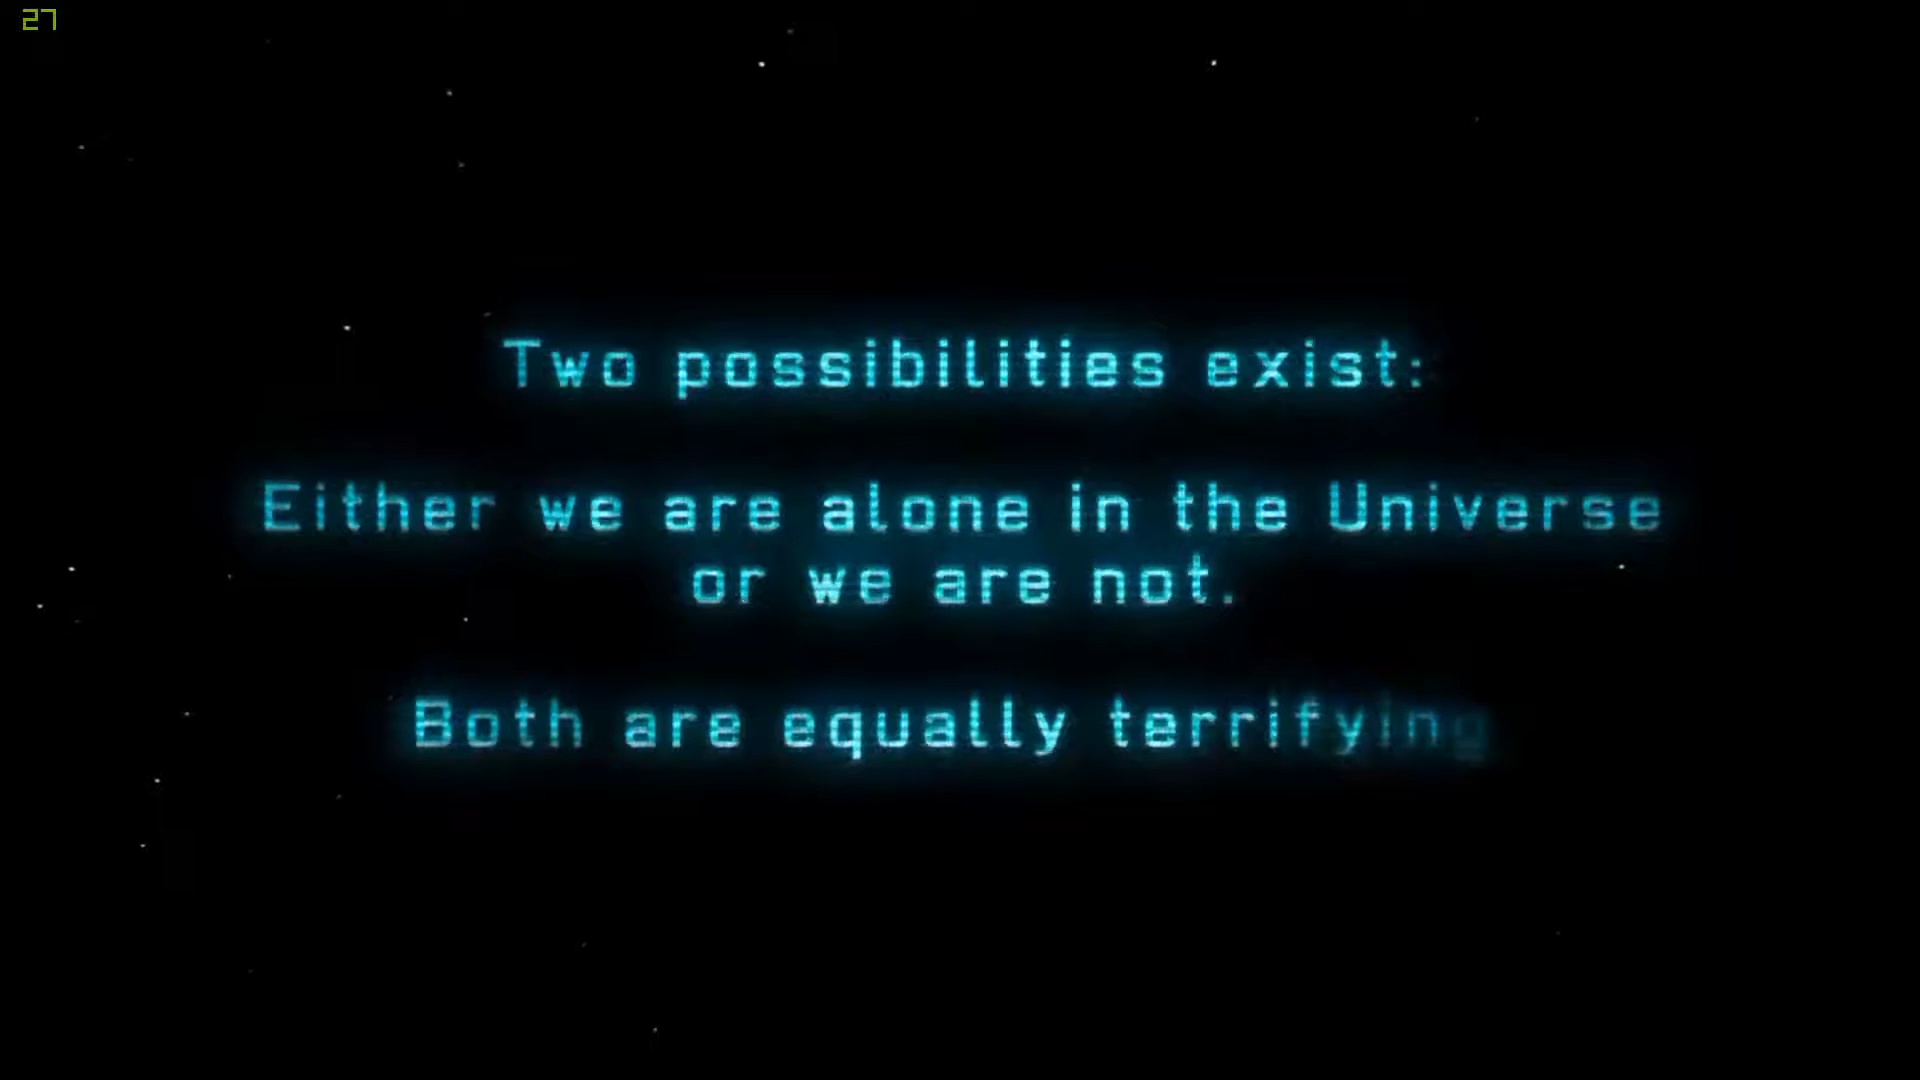 27
Two possibilities exist:
Either we are alone in the Universe
or we are not.
Both are equally terrifying